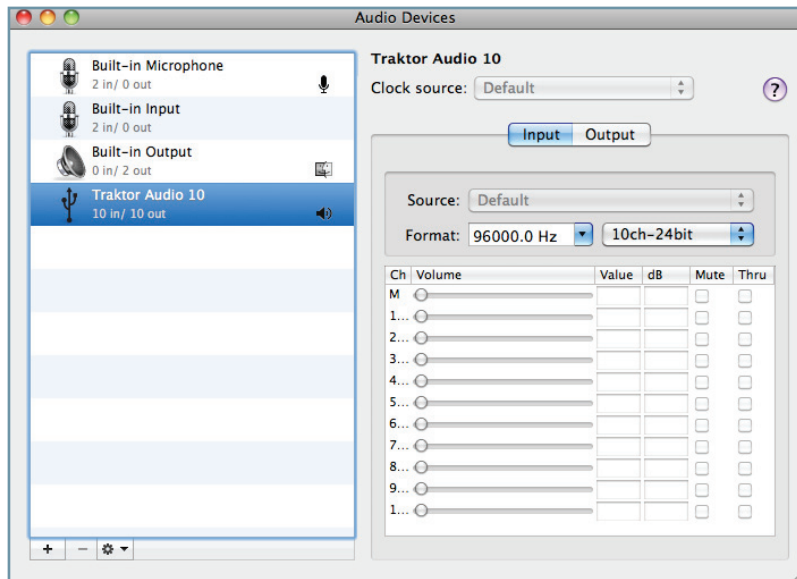 Audio Devices
Built-in Microphone
2 in/ 0 out
Built-in Input
2 in/ 0 out
Built-in Output
0 in/ 2 out
Traktor Audio 10
10 in/ 10 out
Traktor Audio 10
Clock source: Default
?
Input Output
Source: Default
Format: 96000.0 Hz 10ch-24bit
Ch Volume Value dB Mute Thru
M
1...
2...
3...
4...
5...
6...
7...
8...
9...
1...